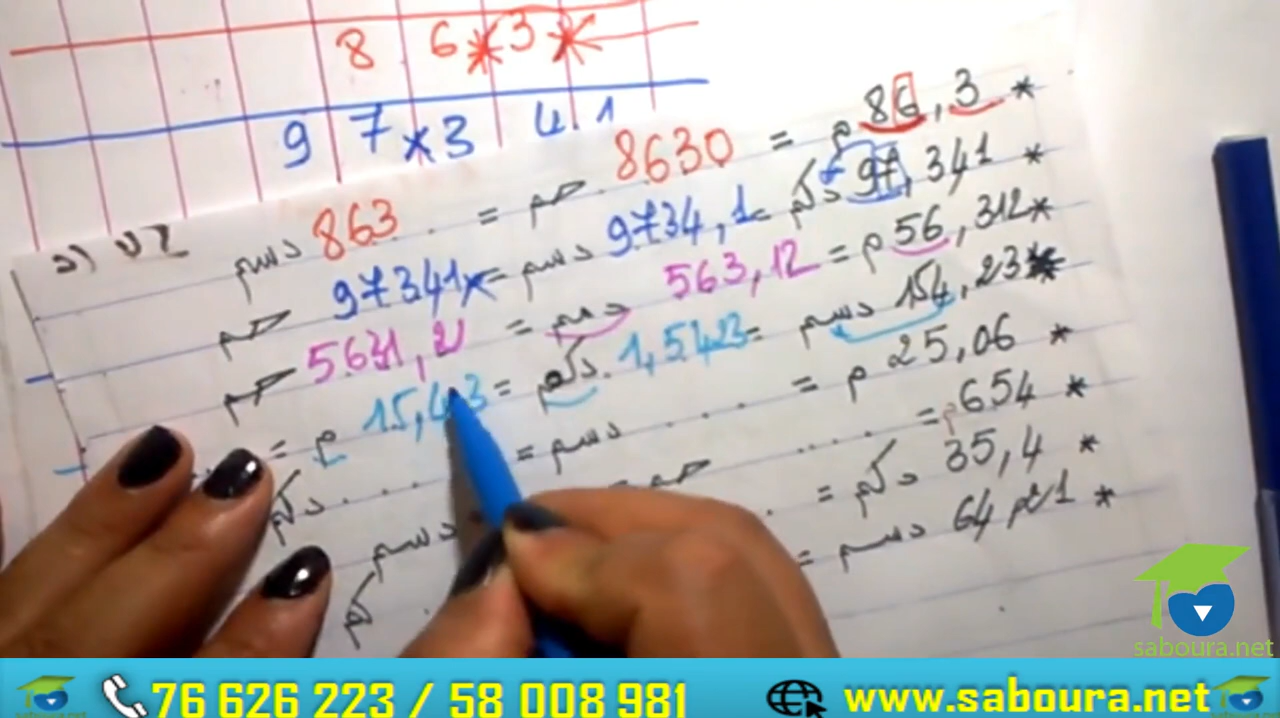 8 6 3
9 7 3 4 1
* 86,3 م = 8630 صم = 863 دسم
* 97,341 دكم = 9734,1 دسم = 97341 صم
* 56,312 م = 563,12 دسم = 5631,2 صم
* 154,23 دسم = 1,5423 دكم = 15,423 م =
* 25,06 م = ..... دسم = ..... دكم
* 654 م = .... صم = دسم
* 35,4 دكم =
* 64 دسم =
saboura.net
76 626 223 / 58 008 981 www.saboura.net